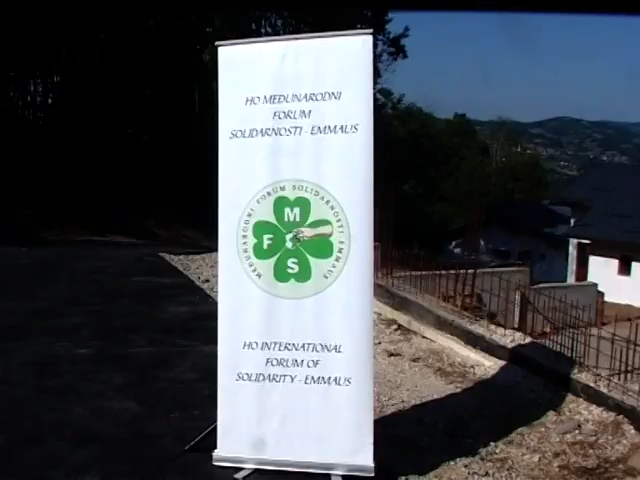 HO MEĐUNARODNI
FORUM
SOLIDARNOSTI - EMMAUS
MEĐUNARODNI FORUM SOLIDARNOSTI EMMAUS
M
F
S
HO INTERNATIONAL
FORUM OF
SOLIDARITY - EMMAUS